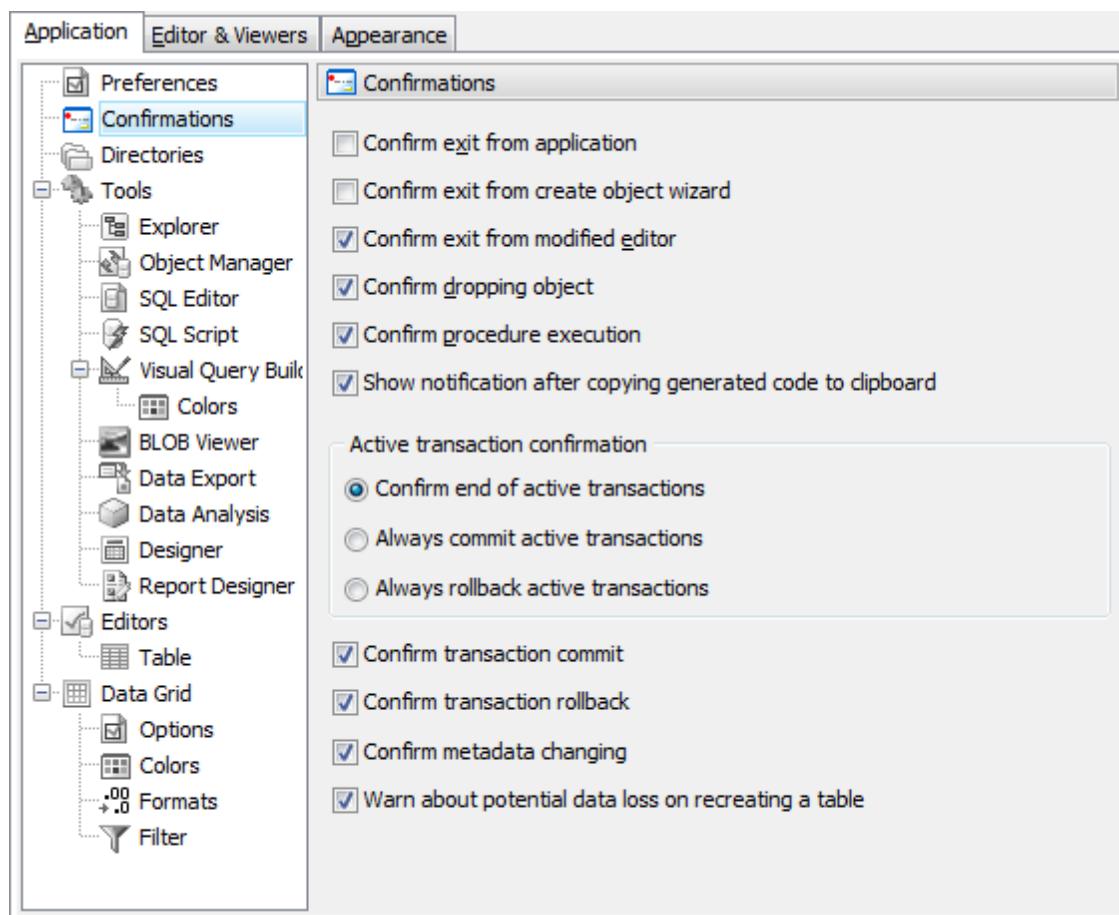 Application
Editor & Viewers
Appearance
Preferences
Confirmations
Directories
Tools
Explorer
Object Manager
SQL Editor
SQL Script
Visual Query Buil
Colors
BLOB Viewer
Data Export
Data Analysis
Designer
Report Designer
Editors
Table
Data Grid
Options
Colors
Formats
Filter
Confirmations
Confirm exit from application
Confirm exit from create object wizard
Confirm exit from modified editor
Confirm dropping object
Confirm procedure execution
Show notification after copying generated code to clipboard
Active transaction confirmation
Confirm end of active transactions
Always commit active transactions
Always rollback active transactions
Confirm transaction commit
Confirm transaction rollback
Confirm metadata changing
Warn about potential data loss on recreating a table